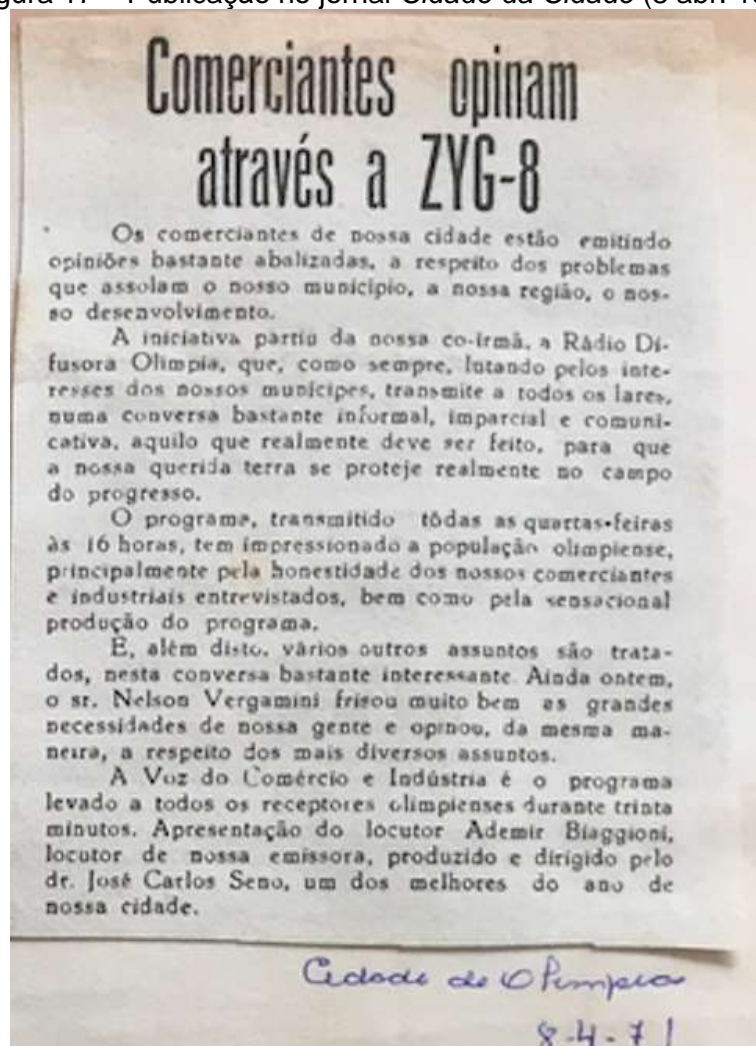 Publicação no jornal Cidade da Cidade
Comerciantes opinam
através a ZYG-8
Os comerciantes de nossa cidade estão emitindo
opiniões bastante abalizadas, a respeito dos problemas
que assolam o nosso município, a nossa região, o nos-
so desenvolvimento.
A iniciativa partiu da nossa co-irmã, a Rádio Di-
fusora Olímpia, que, como sempre, lutando pelos inte-
resses dos nossos munícipes, transmite a todos os lares,
numa conversa bastante informal, imparcial e comuni-
cativa, aquilo que realmente deve ser feito, para que
a nossa querida terra se proteje realmente no campo
do progresso.
O programa, transmitido tôdas as quartas-feiras
às 16 horas, tem impressionado a população olimpiense,
principalmente pela honestidade dos nossos comerciantes
e industriais entrevistados, bem como pela sensacional
produção do programa.
E, além disto, vários outros assuntos são trata-
dos, nesta conversa bastante interessante. Ainda ontem,
o sr. Nelson Vergamini frisou muito bem as grandes
necessidades de nossa gente e opinou, da mesma ma-
neira, a respeito dos mais diversos assuntos.
A Voz do Comércio e Indústria é o programa
levado a todos os receptores olimpienses durante trinta
minutos. Apresentação do locutor Ademir Biaggioni,
locutor de nossa emissora, produzido e dirigido pelo
dr. José Carlos Seno, um dos melhores do ano de
nossa cidade.
Cidade de Olimpia
8-4-71